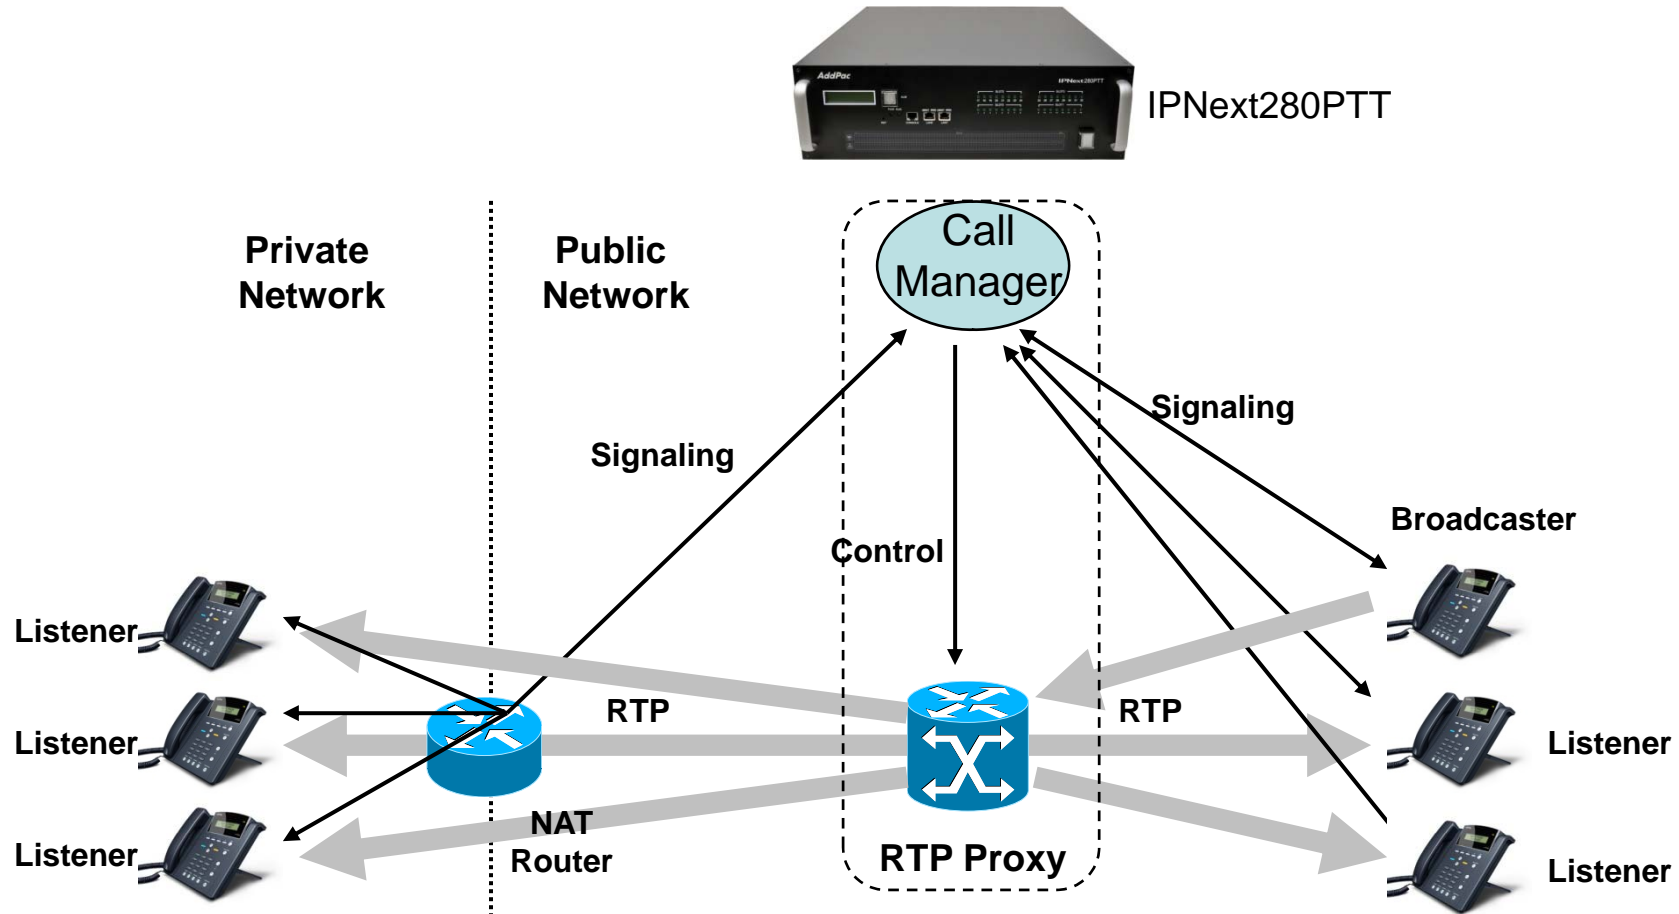 AddPac
IPNext280PTT
IPNext280PTT
Private
Network
Public
Network
Call
Manager
Signaling
Signaling
Broadcaster
Control
Listener
RTP
RTP
Listener
Listener
NAT
Router
RTP Proxy
Listener
Listener